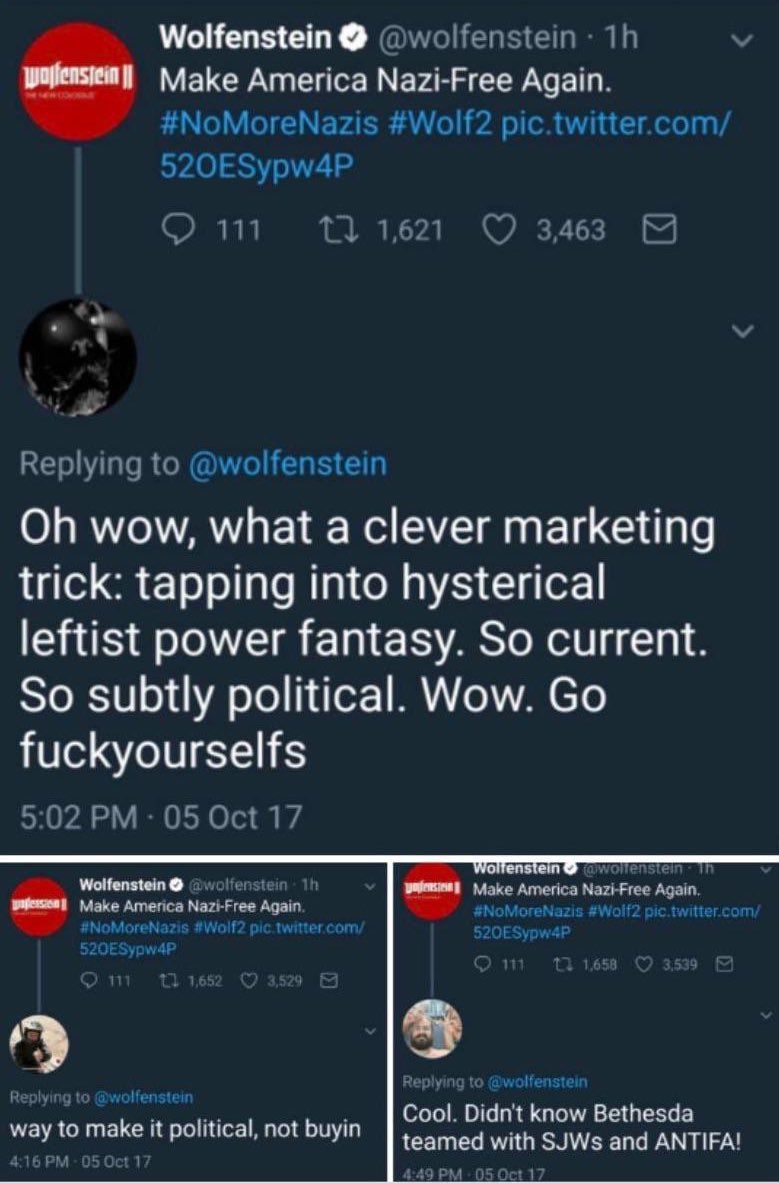 Wolfenstein @wolfenstein · 1h
wolfenstein II
THE NEW COLOSSUS
Make America Nazi-Free Again.
#NoMoreNazis #Wolf2 pic.twitter.com/
52OESypw4P
111 1,621 3,463
Replying to @wolfenstein
Oh wow, what a clever marketing
trick: tapping into hysterical
leftist power fantasy. So current.
So subtly political. Wow. Go
fuckyourselfs
5:02 PM · 05 Oct 17
Wolfenstein @wolfenstein · 1h
wolfenstein II
Make America Nazi-Free Again.
#NoMoreNazis #Wolf2 pic.twitter.com/
52OESypw4P
111 1,652 3,529
Replying to @wolfenstein
way to make it political, not buyin
4:16 PM · 05 Oct 17
Wolfenstein @wolfenstein · 1h
wolfenstein II
Make America Nazi-Free Again.
#NoMoreNazis #Wolf2 pic.twitter.com/
52OESypw4P
111 1,658 3,539
Replying to @wolfenstein
Cool. Didn't know Bethesda
teamed with SJWs and ANTIFA!
4:49 PM · 05 Oct 17